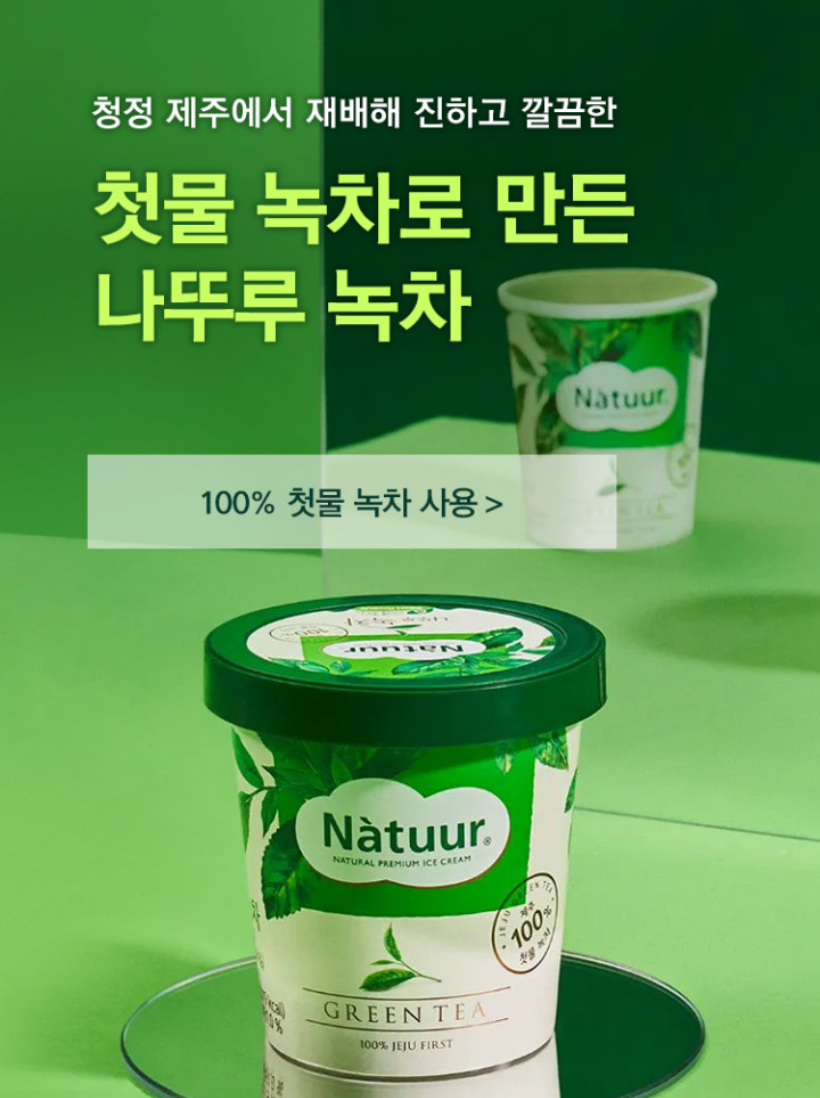 청정 제주에서 재배해 진하고 깔끔한
첫물 녹차로 만든
나뚜루 녹차
Nàtuur
100% 첫물 녹차 사용 >
Nàtuur
Nàtuur®
NATURAL PREMIUM ICE CREAM
JEJU GREEN TEA
제주
100%
첫물 녹차
GREEN TEA
100% JEJU FIRST